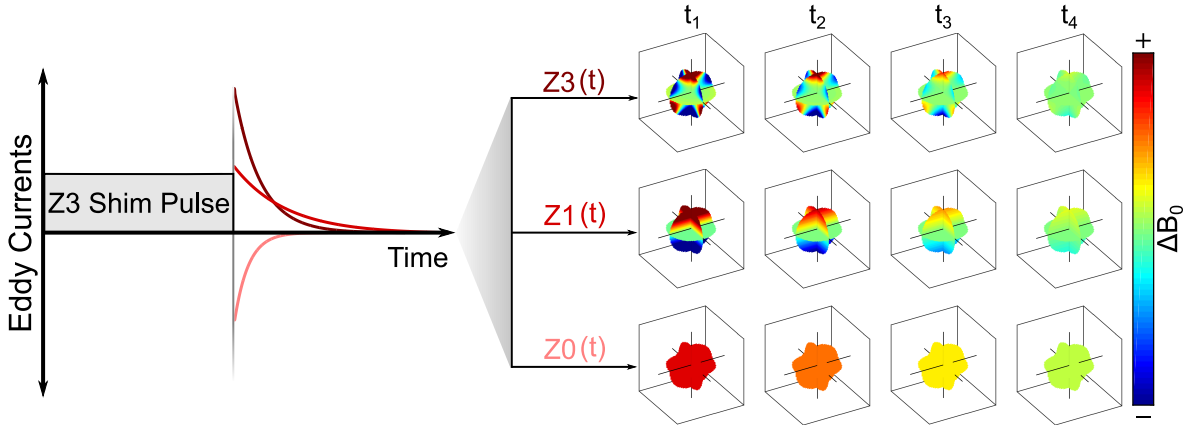 Eddy Currents
Z3 Shim Pulse
Time
Z3(t)
Z1(t)
Z0(t)
t₁ t₂ t₃ t₄
+
ΔB₀
−